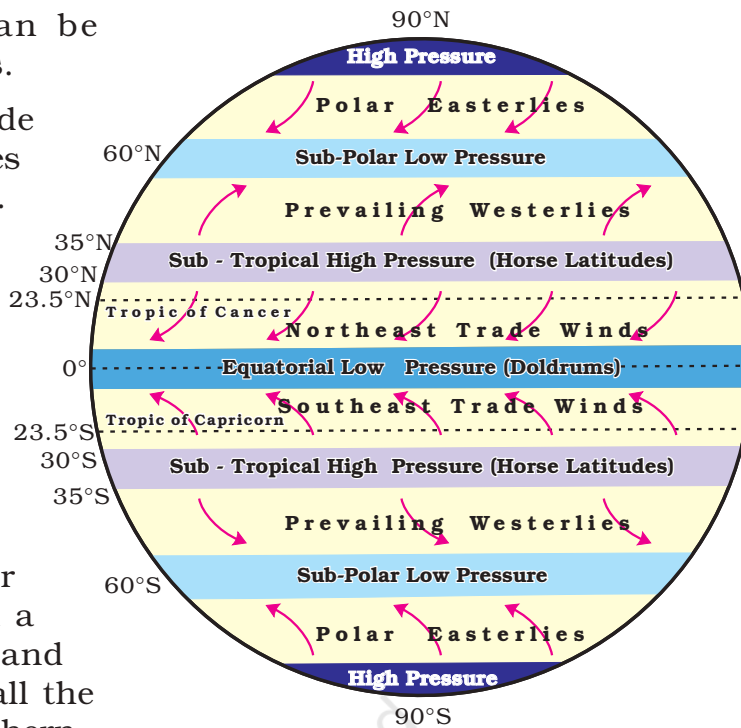 an be
s.
de
es
.
r
a
and
all the
hern
90°N
High Pressure
Polar Easterlies
60°N
Sub-Polar Low Pressure
Prevailing Westerlies
35°N
Sub - Tropical High Pressure (Horse Latitudes)
30°N
23.5°N
Tropic of Cancer
Northeast Trade Winds
0°
Equatorial Low Pressure (Doldrums)
Southeast Trade Winds
Tropic of Capricorn
23.5°S
30°S
Sub - Tropical High Pressure (Horse Latitudes)
35°S
Prevailing Westerlies
60°S
Sub-Polar Low Pressure
Polar Easterlies
High Pressure
90°S